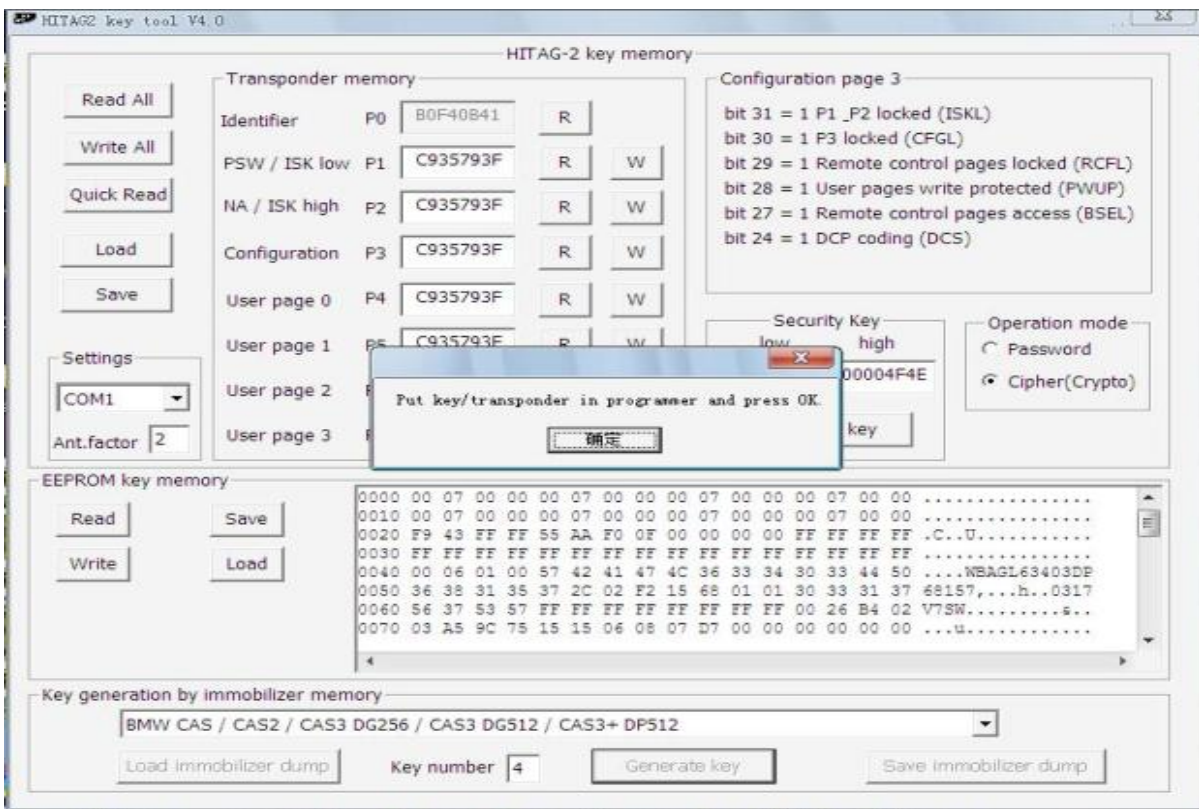 HITAG2 key tool V4.0
HITAG-2 key memory
Read All
Write All
Quick Read
Load
Save
Settings
COM1
Ant.factor 2
Transponder memory
Identifier P0 B0F40B41 R
PSW / ISK low P1 C935793F R W
NA / ISK high P2 C935793F R W
Configuration P3 C935793F R W
User page 0 P4 C935793F R W
User page 1 P5 C935793F R W
User page 2
User page 3
Configuration page 3
bit 31 = 1 P1 _P2 locked (ISKL)
bit 30 = 1 P3 locked (CFGL)
bit 29 = 1 Remote control pages locked (RCFL)
bit 28 = 1 User pages write protected (PWUP)
bit 27 = 1 Remote control pages access (BSEL)
bit 24 = 1 DCP coding (DCS)
Security Key
low high
00004F4E
key
Operation mode
Password
Cipher(Crypto)
Put key/transponder in programmer and press OK.
确定
EEPROM key memory
Read Save
Write Load
0000 00 07 00 00 00 07 00 00 00 07 00 00 00 07 00 00 ................
0010 00 07 00 00 00 07 00 00 00 07 00 00 00 07 00 00 ................
0020 F9 43 FF FF 55 AA F0 0F 00 00 00 00 FF FF FF FF .C..U...........
0030 FF FF FF FF FF FF FF FF FF FF FF FF FF FF FF FF ................
0040 00 06 01 00 57 42 41 47 4C 36 33 34 30 33 44 50 ....WBAGL63403DP
0050 36 38 31 35 37 2C 02 F2 15 68 01 01 30 33 31 37 68157,...h..0317
0060 56 37 53 57 FF FF FF FF FF FF FF FF 00 26 B4 02 V7SW.........&..
0070 03 A5 9C 75 15 15 06 08 07 D7 00 00 00 00 00 00 ...u............
Key generation by immobilizer memory
BMW CAS / CAS2 / CAS3 DG256 / CAS3 DG512 / CAS3+ DP512
Load immobilizer dump Key number 4 Generate key Save immobilizer dump